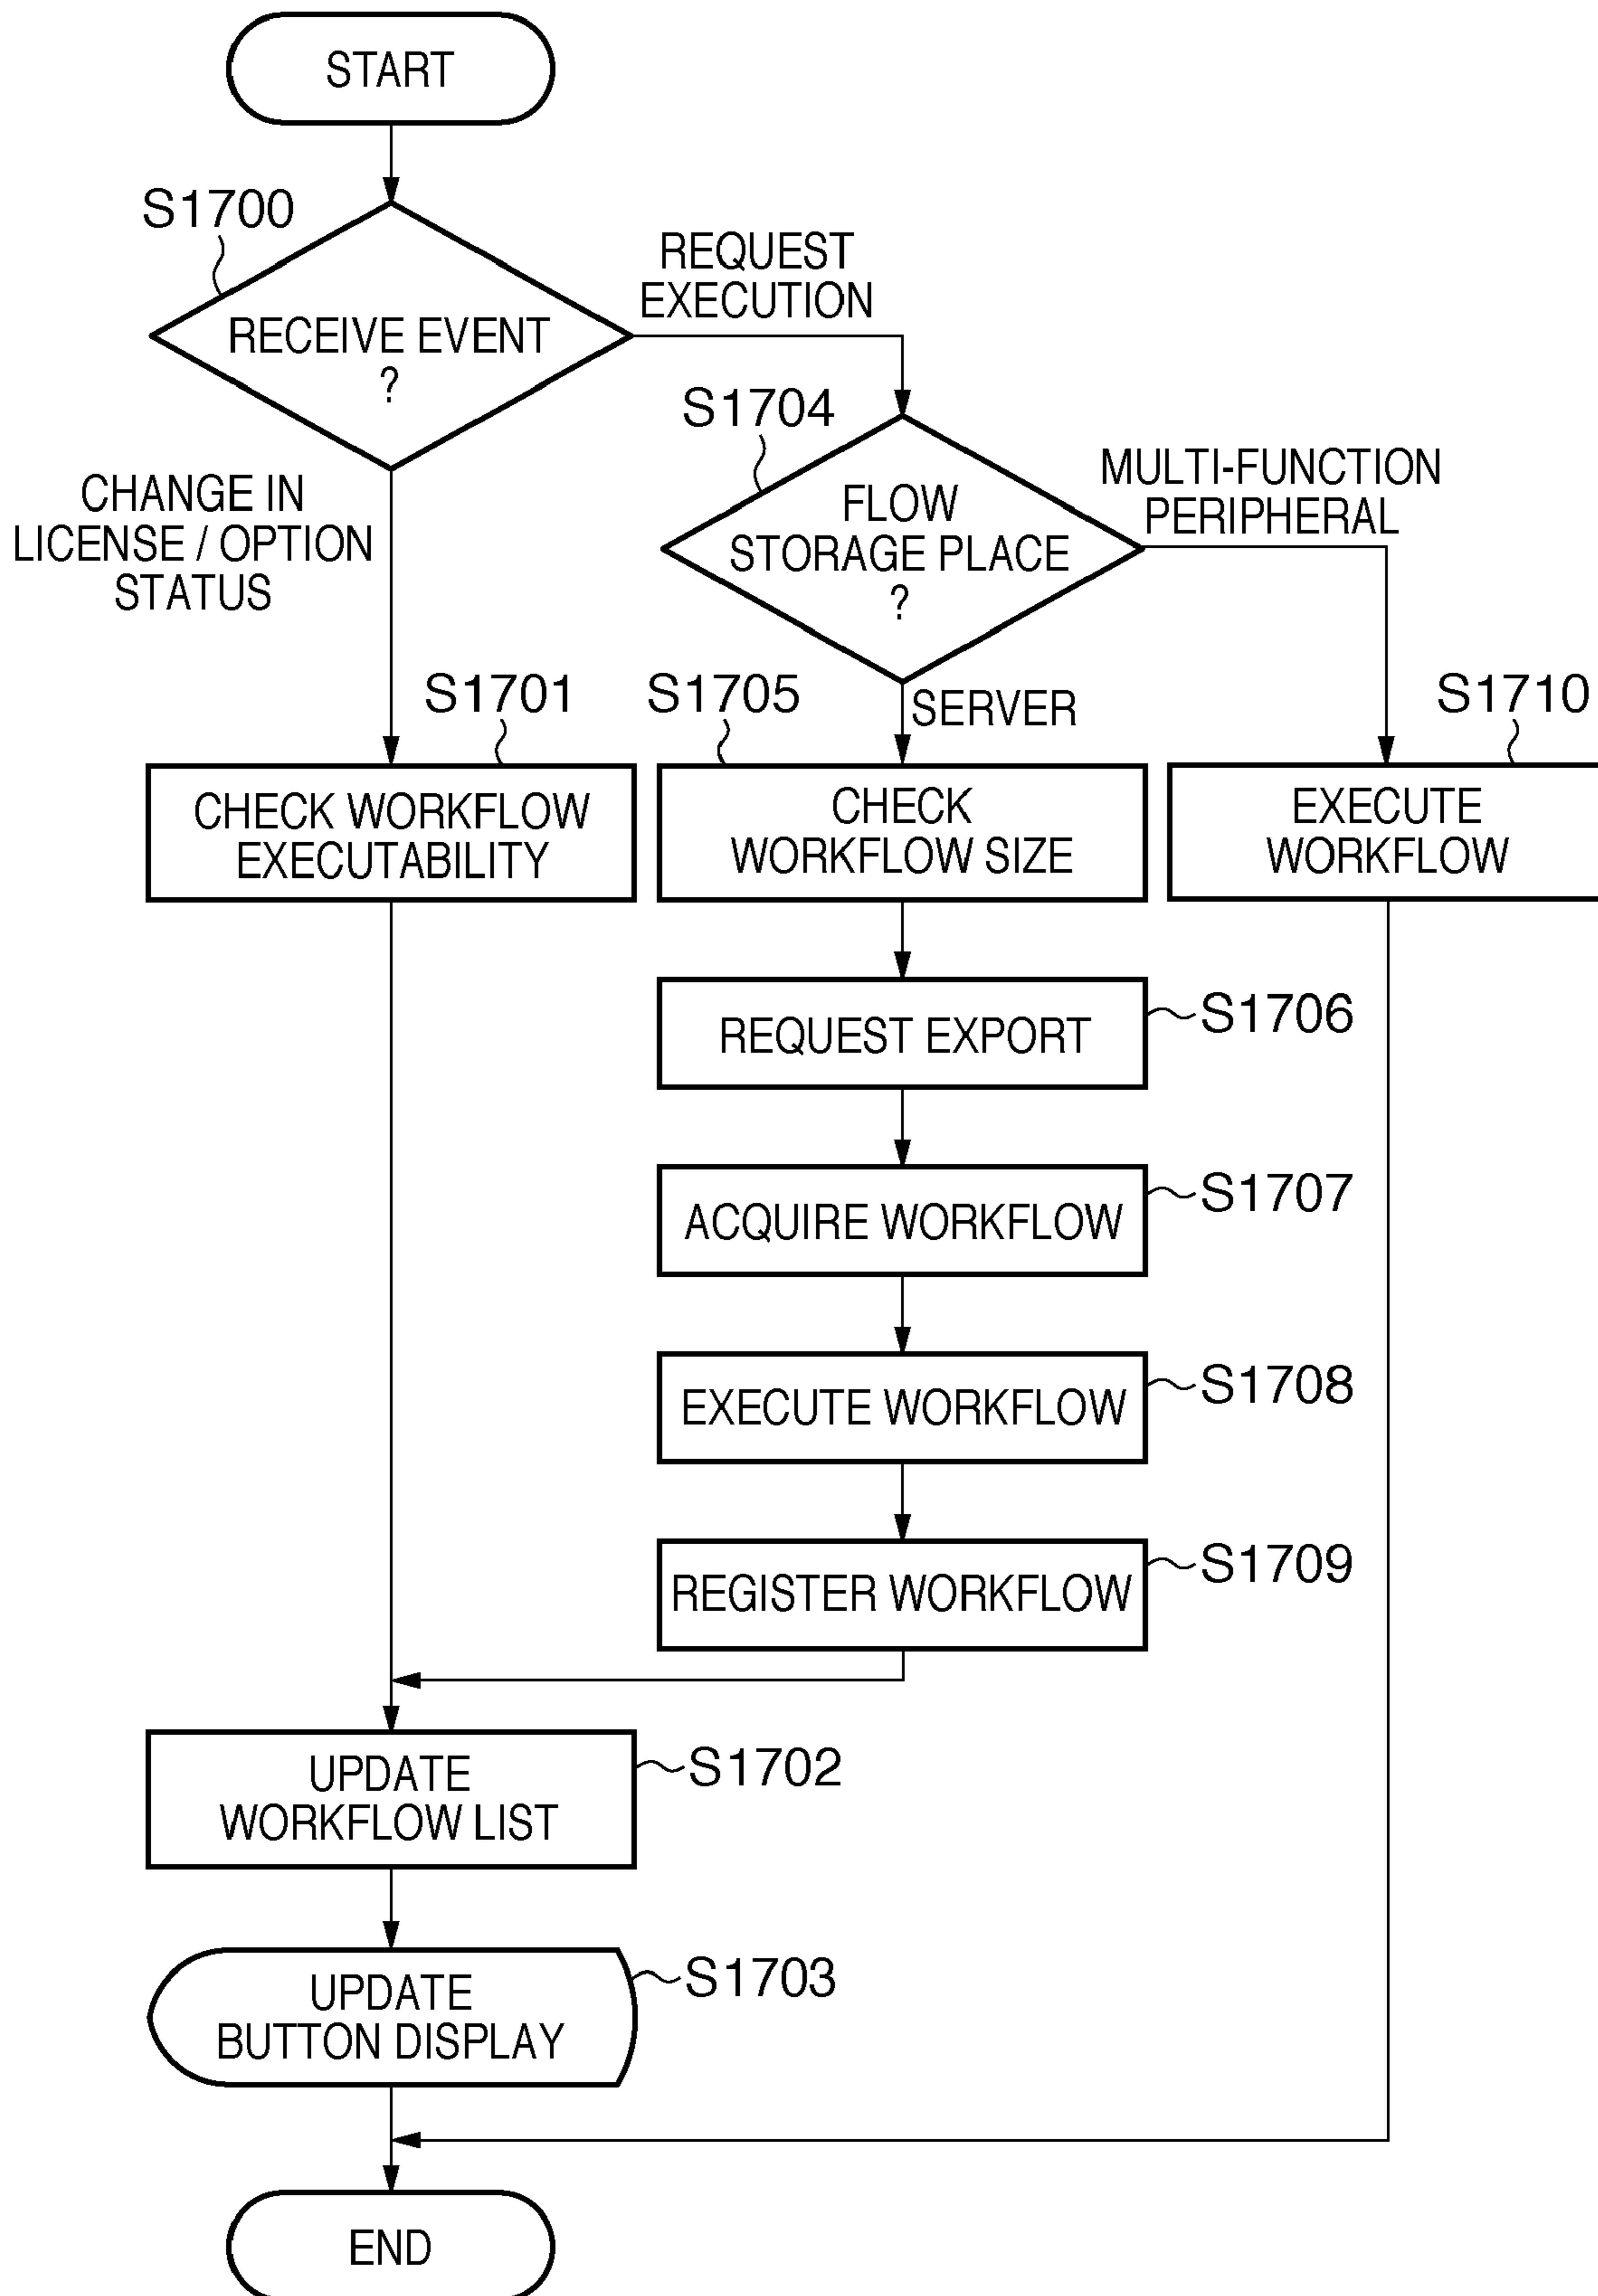 START
S1700
RECEIVE EVENT
?
REQUEST
EXECUTION
CHANGE IN
LICENSE / OPTION
STATUS
S1704
FLOW
STORAGE PLACE
?
MULTI-FUNCTION
PERIPHERAL
SERVER
S1701
CHECK WORKFLOW
EXECUTABILITY
S1705
CHECK
WORKFLOW SIZE
S1710
EXECUTE
WORKFLOW
REQUEST EXPORT
S1706
ACQUIRE WORKFLOW
S1707
EXECUTE WORKFLOW
S1708
REGISTER WORKFLOW
S1709
UPDATE
WORKFLOW LIST
S1702
UPDATE
BUTTON DISPLAY
S1703
END